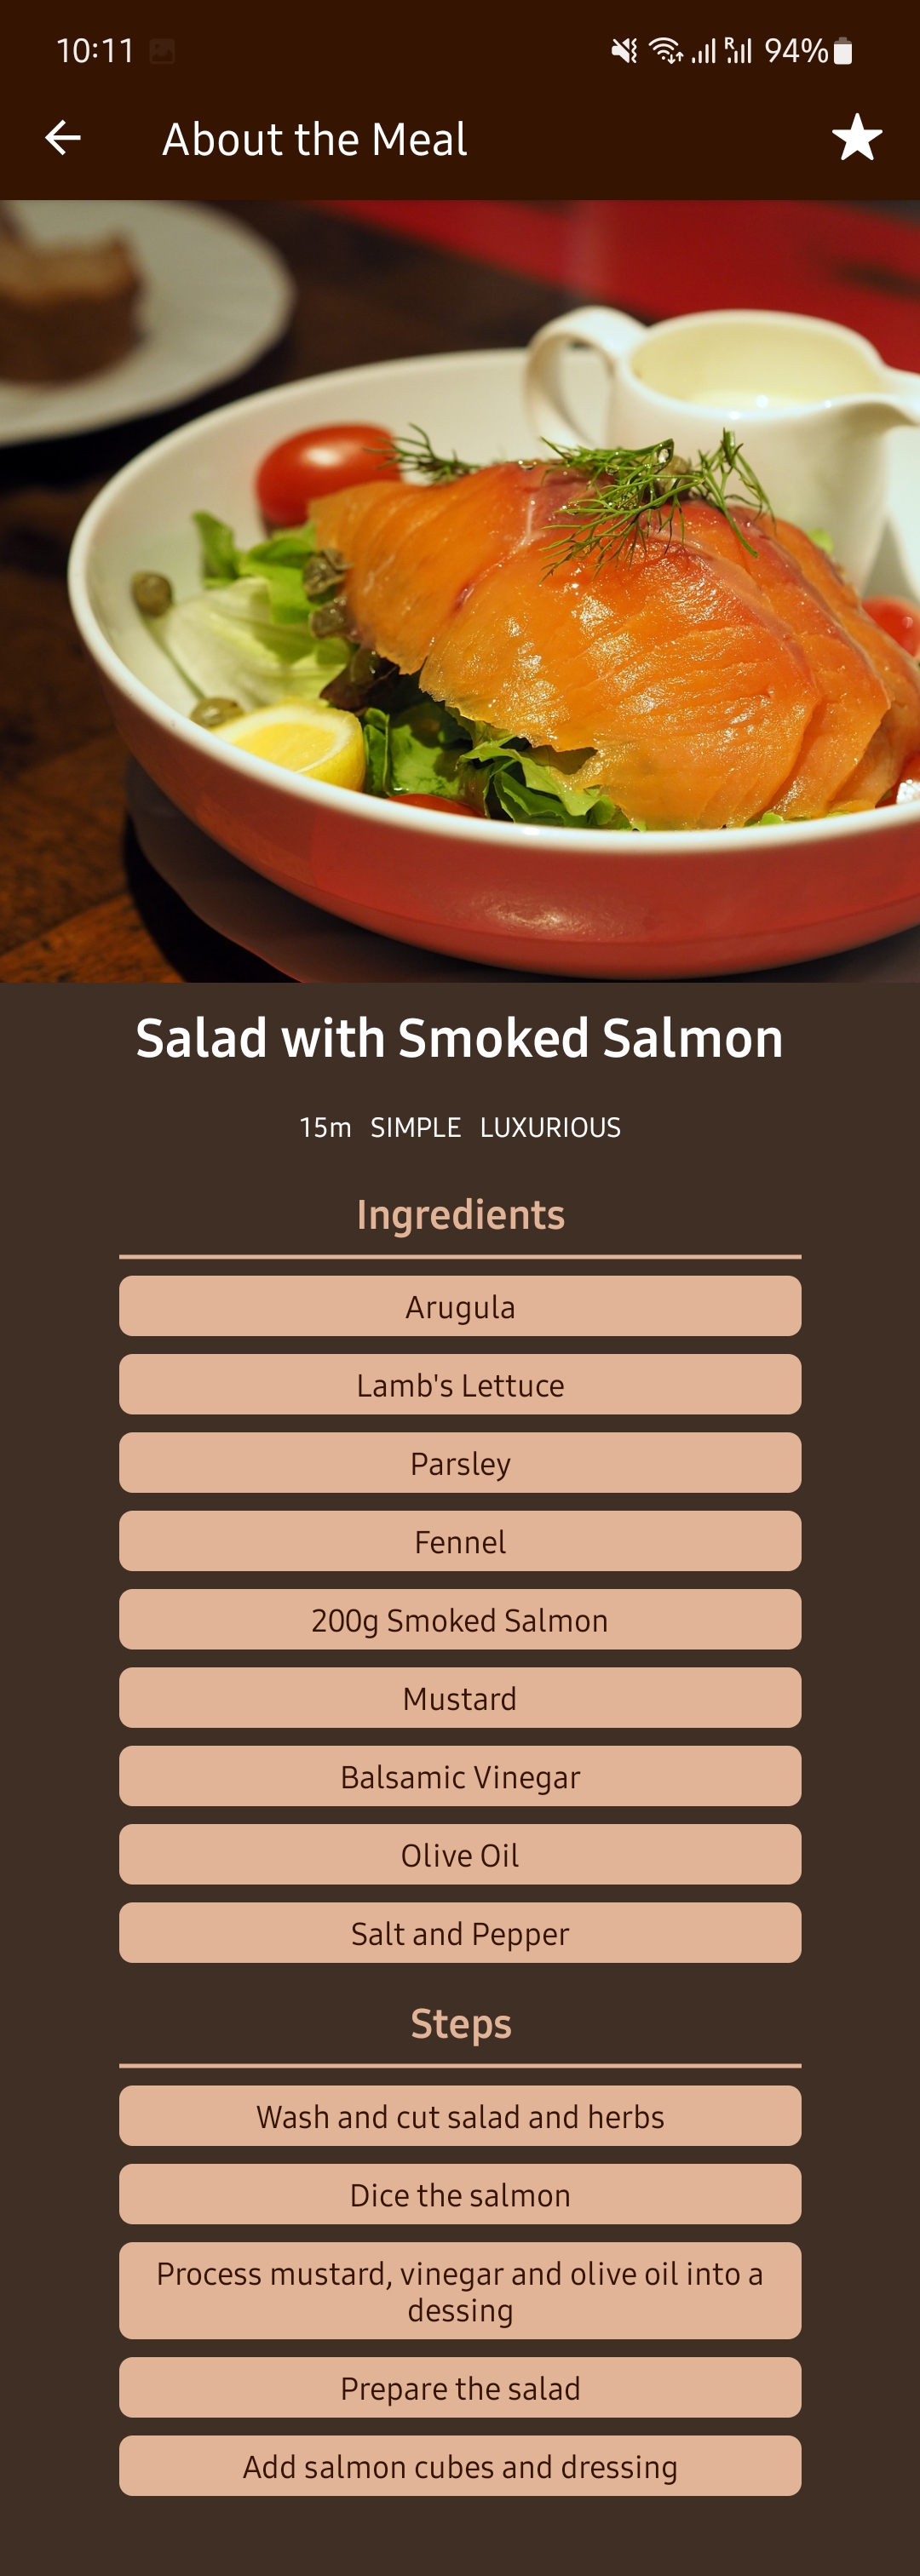 10:11
R
94%
About the Meal
Salad with Smoked Salmon
15m SIMPLE LUXURIOUS
Ingredients
Arugula
Lamb's Lettuce
Parsley
Fennel
200g Smoked Salmon
Mustard
Balsamic Vinegar
Olive Oil
Salt and Pepper
Steps
Wash and cut salad and herbs
Dice the salmon
Process mustard, vinegar and olive oil into a
dessing
Prepare the salad
Add salmon cubes and dressing